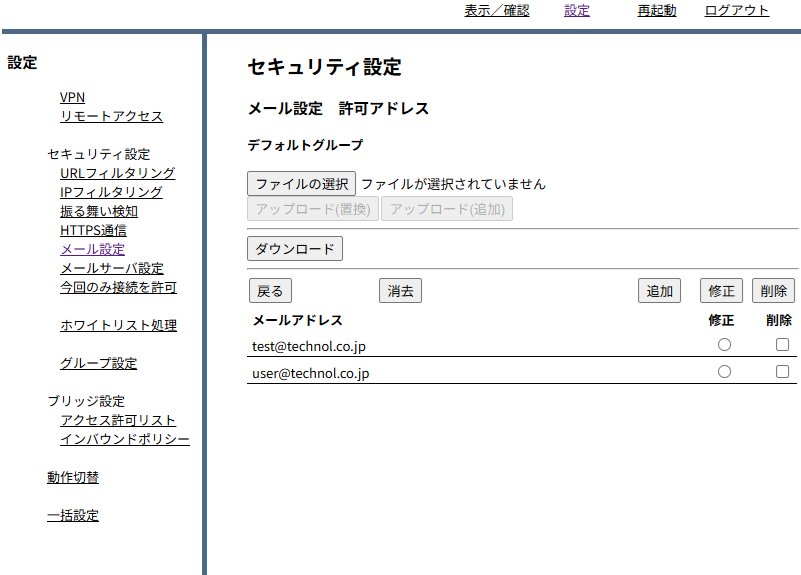 表示／確認 設定 再起動 ログアウト
設定
VPN
リモートアクセス
セキュリティ設定
URLフィルタリング
IPフィルタリング
振る舞い検知
HTTPS通信
メール設定
メールサーバ設定
今回のみ接続を許可
ホワイトリスト処理
グループ設定
ブリッジ設定
アクセス許可リスト
インバウンドポリシー
動作切替
一括設定
セキュリティ設定
メール設定　許可アドレス
デフォルトグループ
ファイルの選択 ファイルが選択されていません
アップロード(置換) アップロード(追加)
ダウンロード
戻る 消去 追加 修正 削除
メールアドレス 修正 削除
test@technol.co.jp
user@technol.co.jp